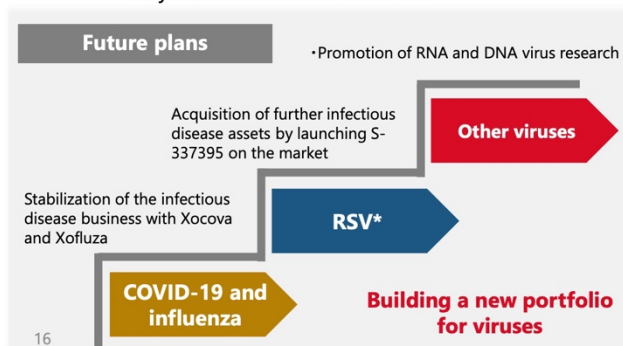 Future plans
・Promotion of RNA and DNA virus research
Acquisition of further infectious
disease assets by launching S-
337395 on the market
Other viruses
Stabilization of the infectious
disease business with Xocova
and Xofluza
RSV*
COVID-19 and
influenza
Building a new portfolio
for viruses
16